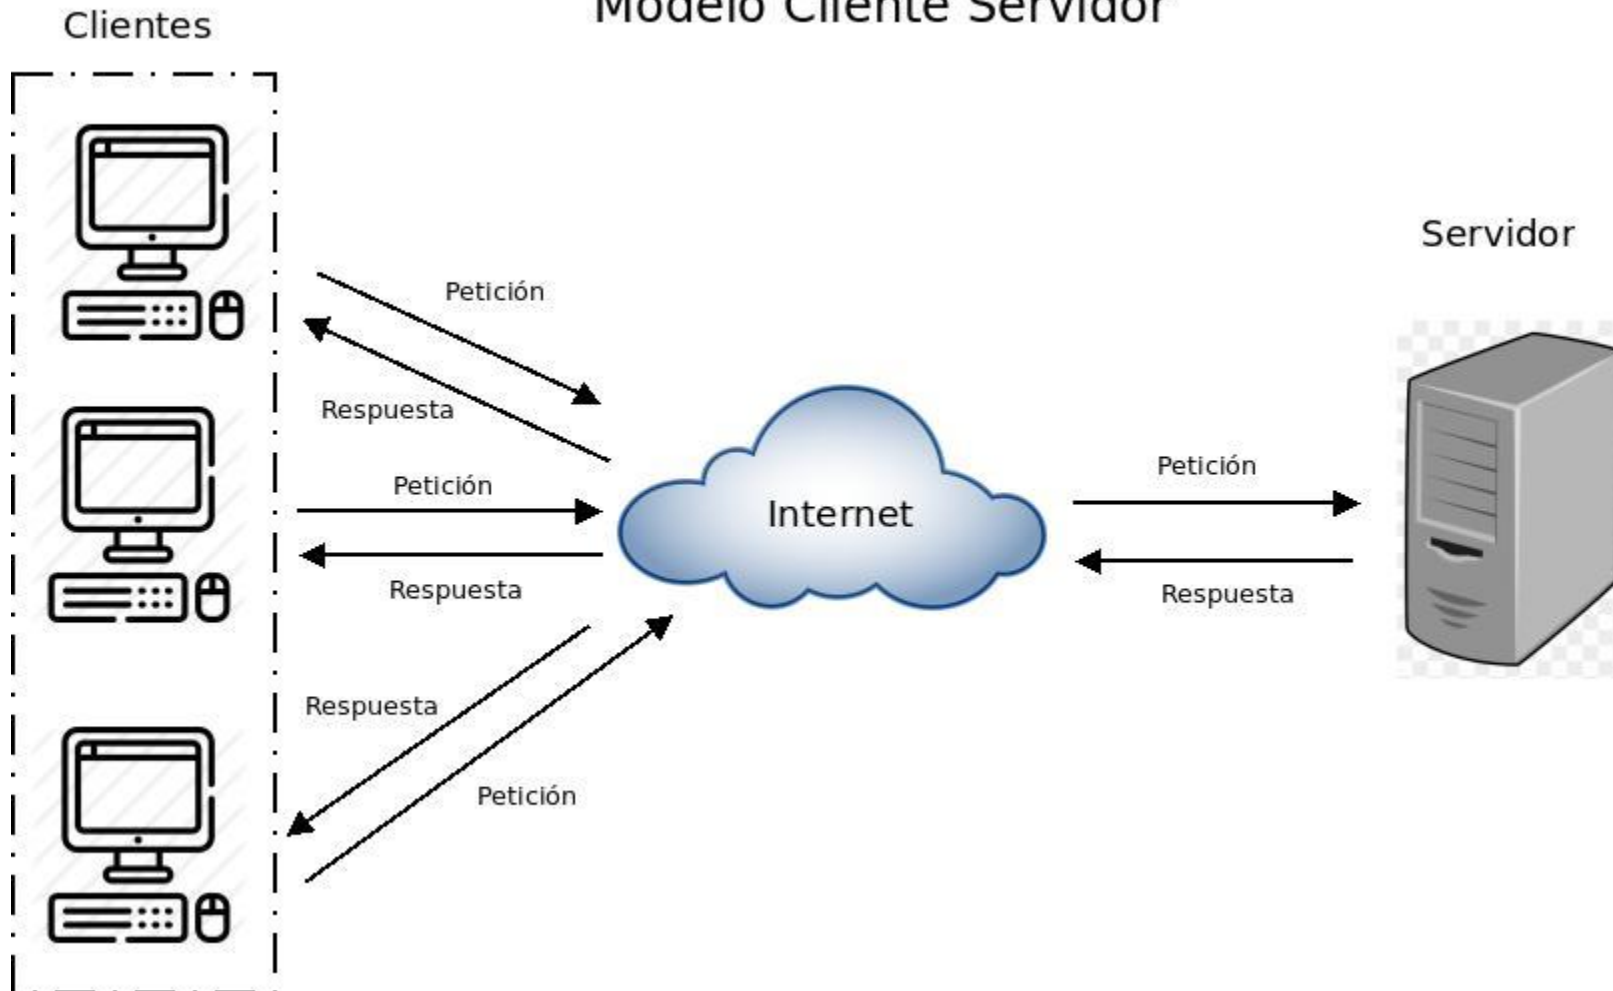 Modelo Cliente Servidor
Clientes
Servidor
Petición
Respuesta
Petición
Respuesta
Internet
Petición
Respuesta
Respuesta
Petición